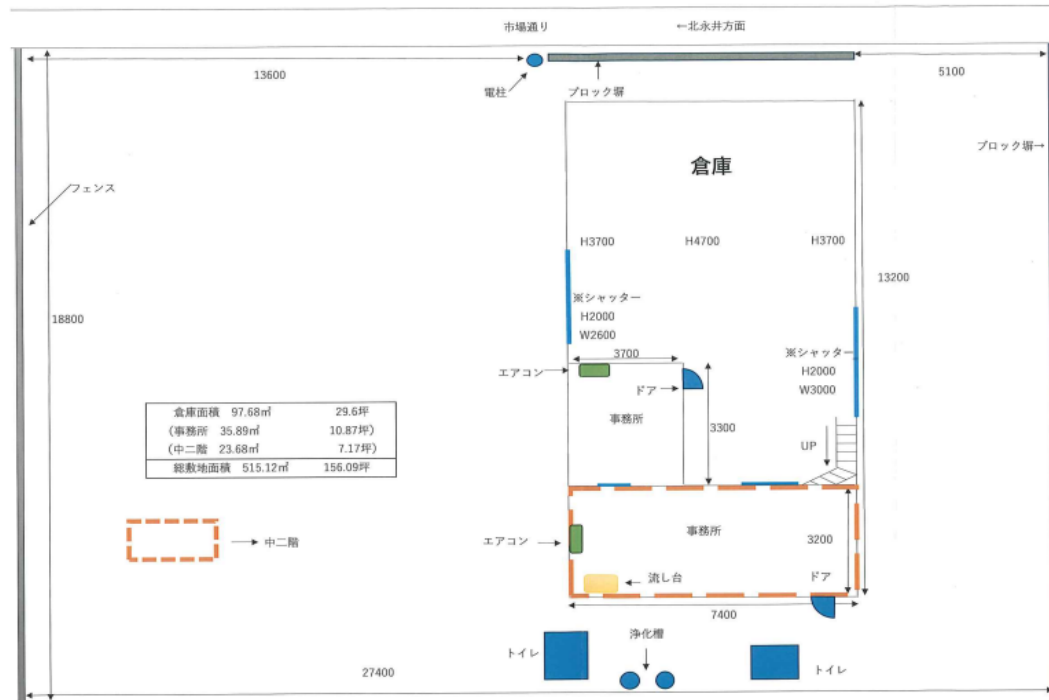 市場通り ←北永井方面
13600
5100
電柱
ブロック塀
ブロック塀→
倉庫
フェンス
H3700 H4700 H3700
13200
※シャッター
H2000
W2600
18800
3700
※シャッター
H2000
W3000
エアコン
ドア
事務所
3300
倉庫面積 97.68㎡ 29.6坪
(事務所 35.89㎡ 10.87坪)
(中二階 23.68㎡ 7.17坪)
総敷地面積 515.12㎡ 156.09坪
UP
中二階
エアコン
事務所
3200
流し台
ドア
7400
浄化槽
トイレ
トイレ
27400